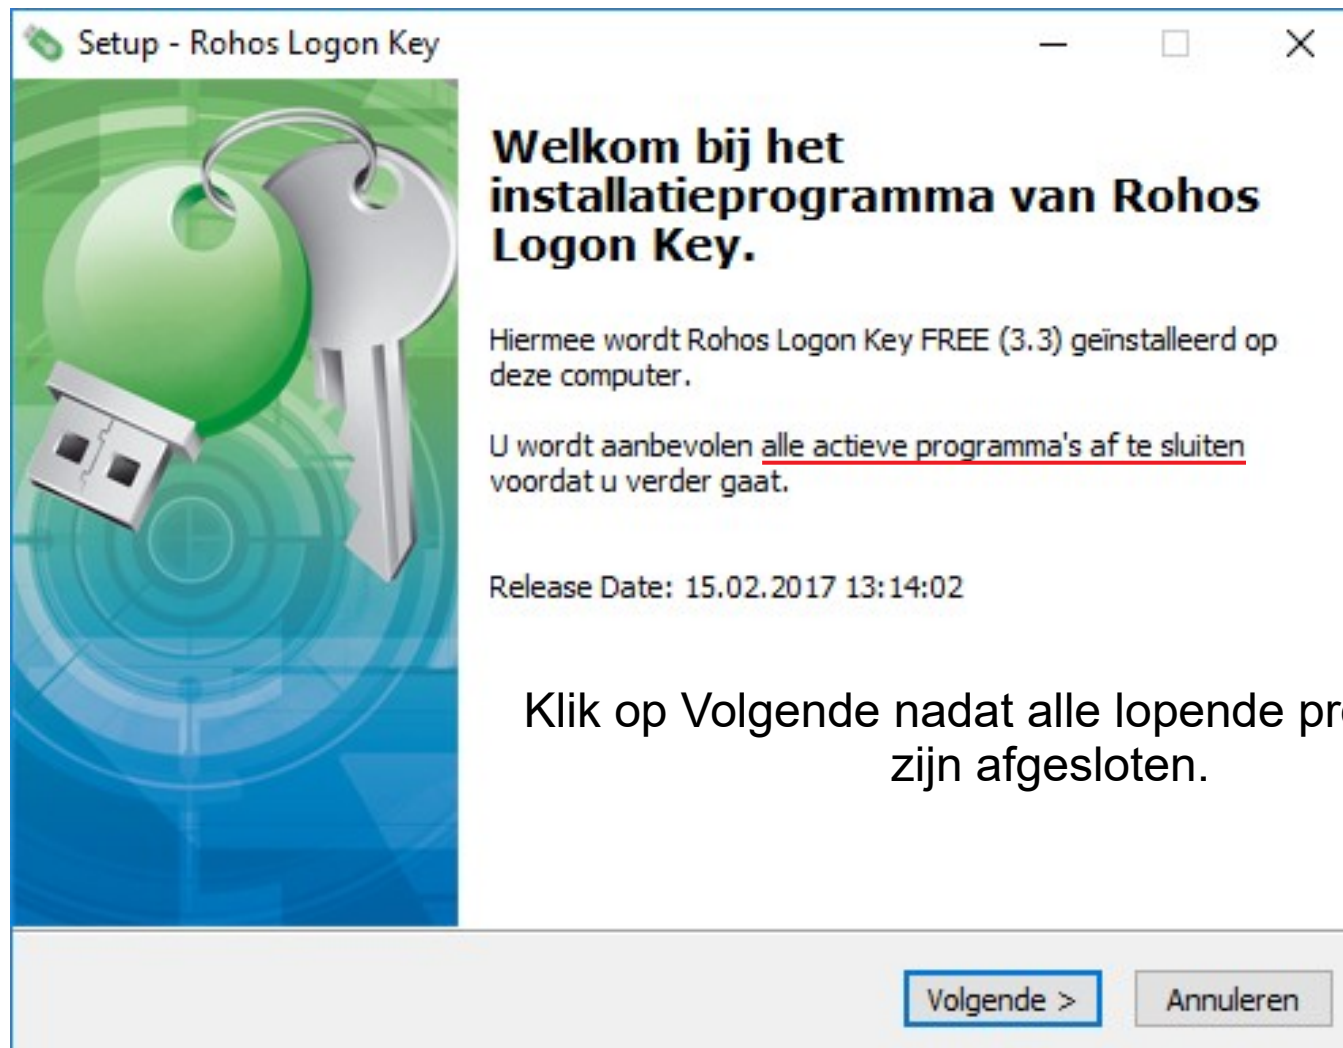 Setup - Rohos Logon Key
Welkom bij het
installatieprogramma van Rohos
Logon Key.
Hiermee wordt Rohos Logon Key FREE (3.3) geïnstalleerd op
deze computer.
U wordt aanbevolen alle actieve programma's af te sluiten
voordat u verder gaat.
Release Date: 15.02.2017 13:14:02
Klik op Volgende nadat alle lopende
zijn afgesloten.
Volgende >
Annuleren